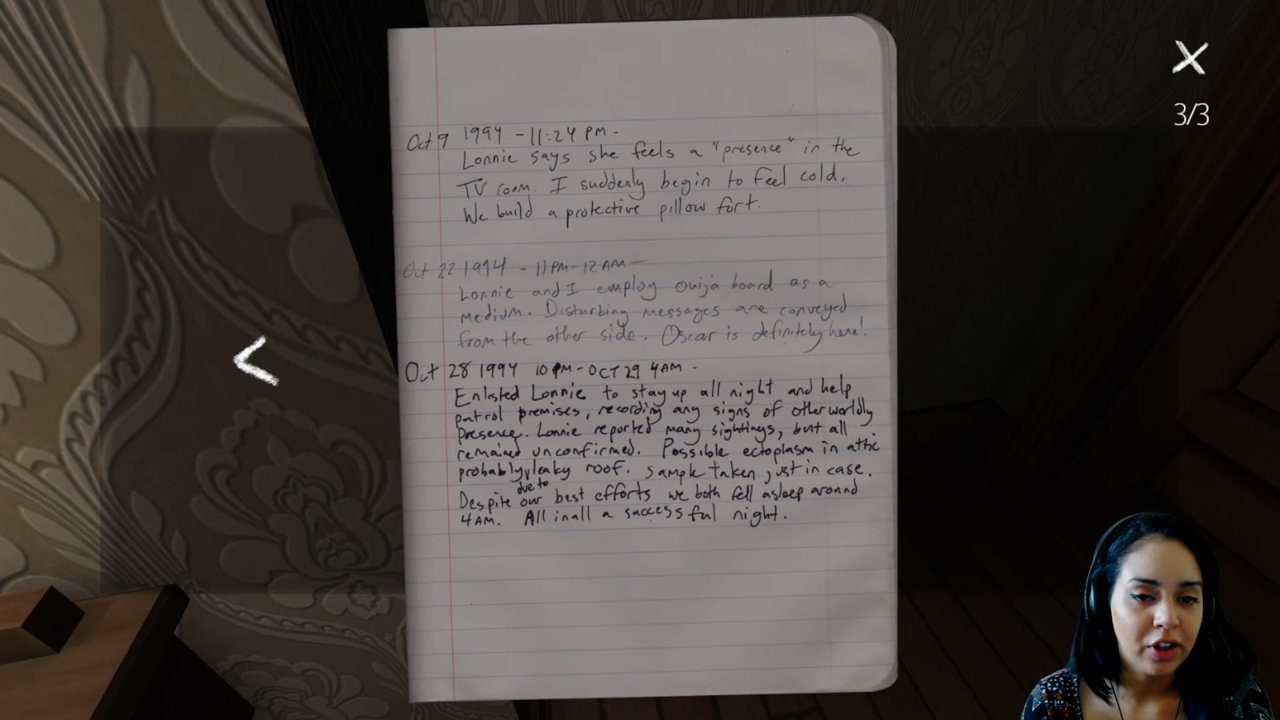 3/3
Oct 9 1994 - 11:24 PM -
Lonnie says she feels a "presence" in the
TV room. I suddenly begin to feel cold.
We build a protective pillow fort.
Oct 22 1994 - 11PM - 12AM -
Lonnie and I employ ouija board as a
medium. Disturbing messages are conveyed
from the other side. Oscar is definitely here!
Oct 28 1994 10 PM - OCT 29 4AM -
Enlisted Lonnie to stay up all night and help
patrol premises, recording any signs of otherworldly
presence. Lonnie reported many sightings, but all
remained unconfirmed. Possible ectoplasm in attic
probably leaky roof. Sample taken just in case.
due to
Despite our best efforts we both fell asleep around
4AM. All in all a successful night.